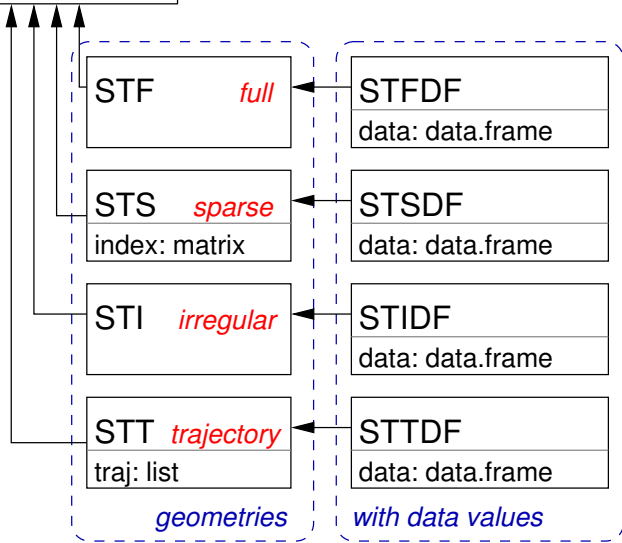 STF full
STFDF
data: data.frame
STS sparse
index: matrix
STSDF
data: data.frame
STI irregular
STIDF
data: data.frame
STT trajectory
traj: list
STTDF
data: data.frame
geometries
with data values